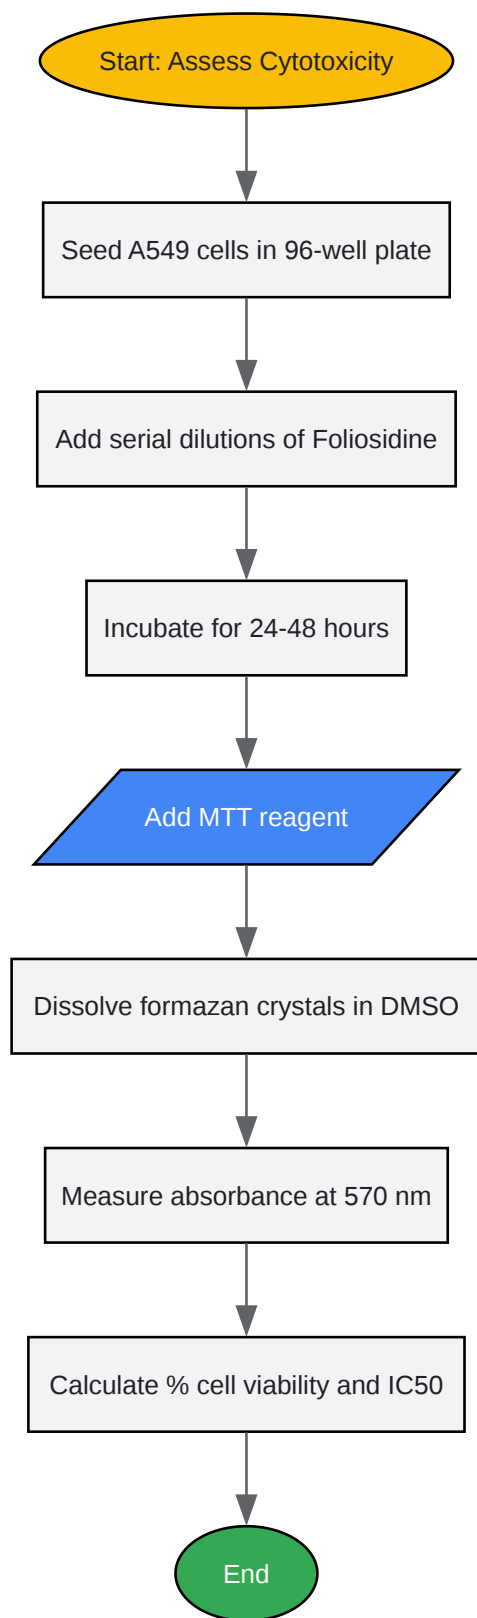 Start: Assess Cytotoxicity
Seed A549 cells in 96-well plate
Add serial dilutions of Foliosidine
Incubate for 24-48 hours
Add MTT reagent
Dissolve formazan crystals in DMSO
Measure absorbance at 570 nm
Calculate % cell viability and IC50
End